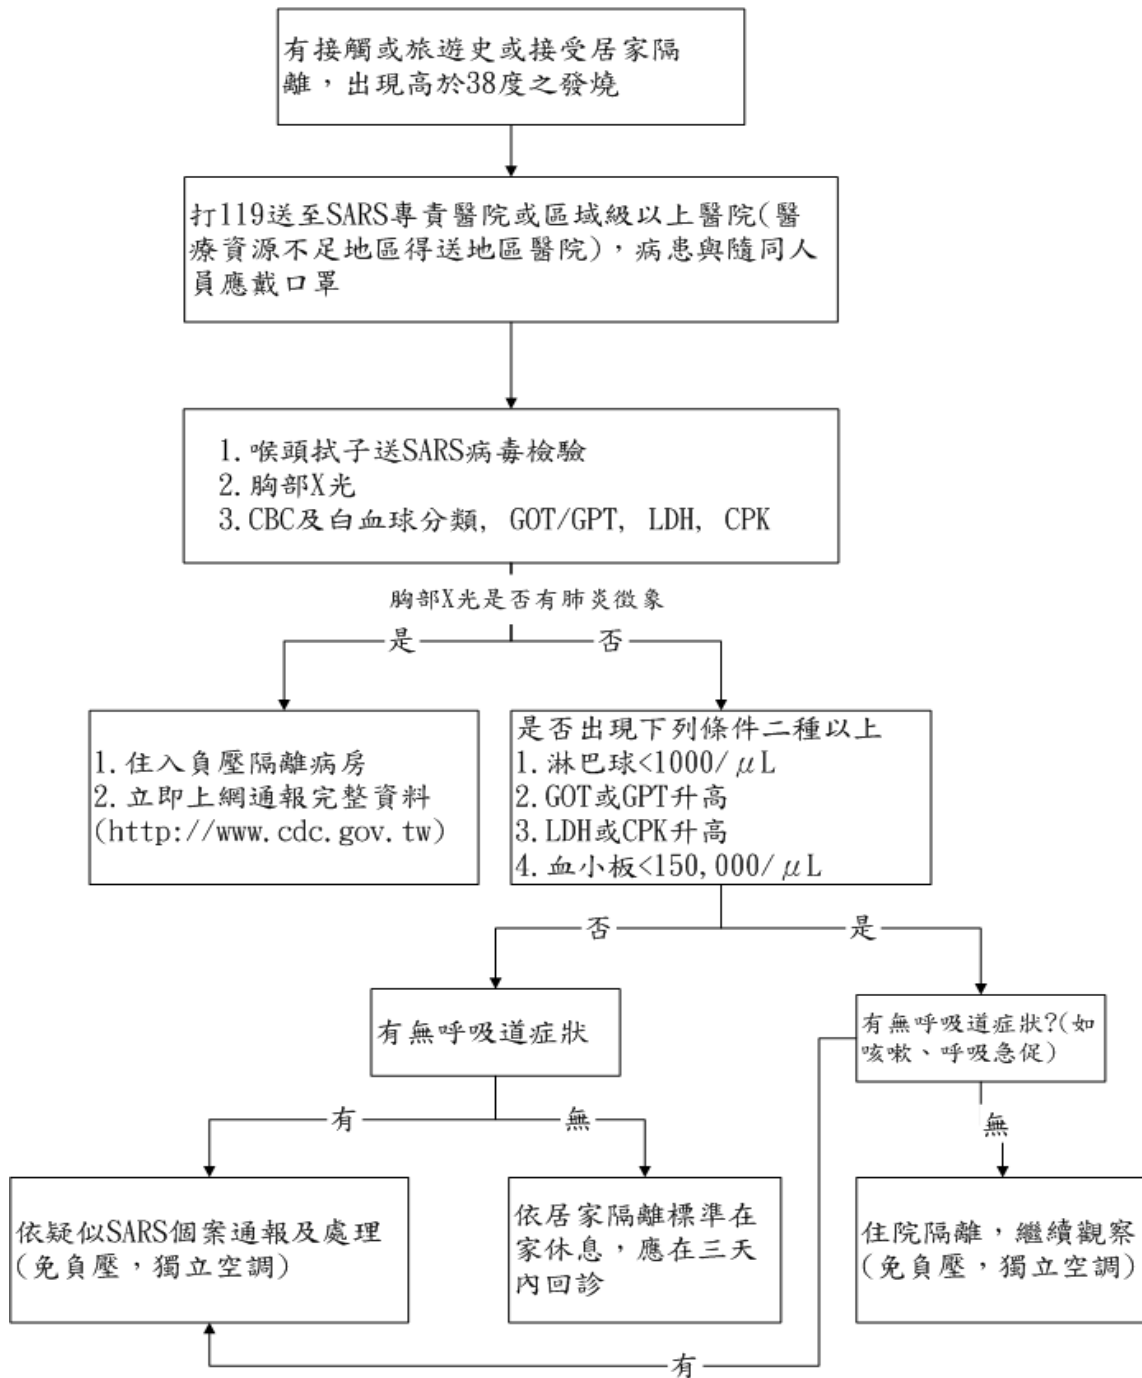 有接觸或旅遊史或接受居家隔
離，出現高於38度之發燒
打119送至SARS專責醫院或區域級以上醫院(醫
療資源不足地區得送地區醫院)，病患與隨同人
員應戴口罩
1.喉頭拭子送SARS病毒檢驗
2.胸部X光
3.CBC及白血球分類, GOT/GPT, LDH, CPK
胸部X光是否有肺炎徵象
是
否
1.住入負壓隔離病房
2.立即上網通報完整資料
(http://www.cdc.gov.tw)
是否出現下列條件二種以上
1.淋巴球<1000/μL
2.GOT或GPT升高
3.LDH或CPK升高
4.血小板<150,000/μL
否
是
有無呼吸道症狀
有無呼吸道症狀?(如
咳嗽、呼吸急促)
有
無
無
依疑似SARS個案通報及處理
(免負壓，獨立空調)
依居家隔離標準在
家休息，應在三天
內回診
住院隔離，繼續觀察
(免負壓，獨立空調)
有